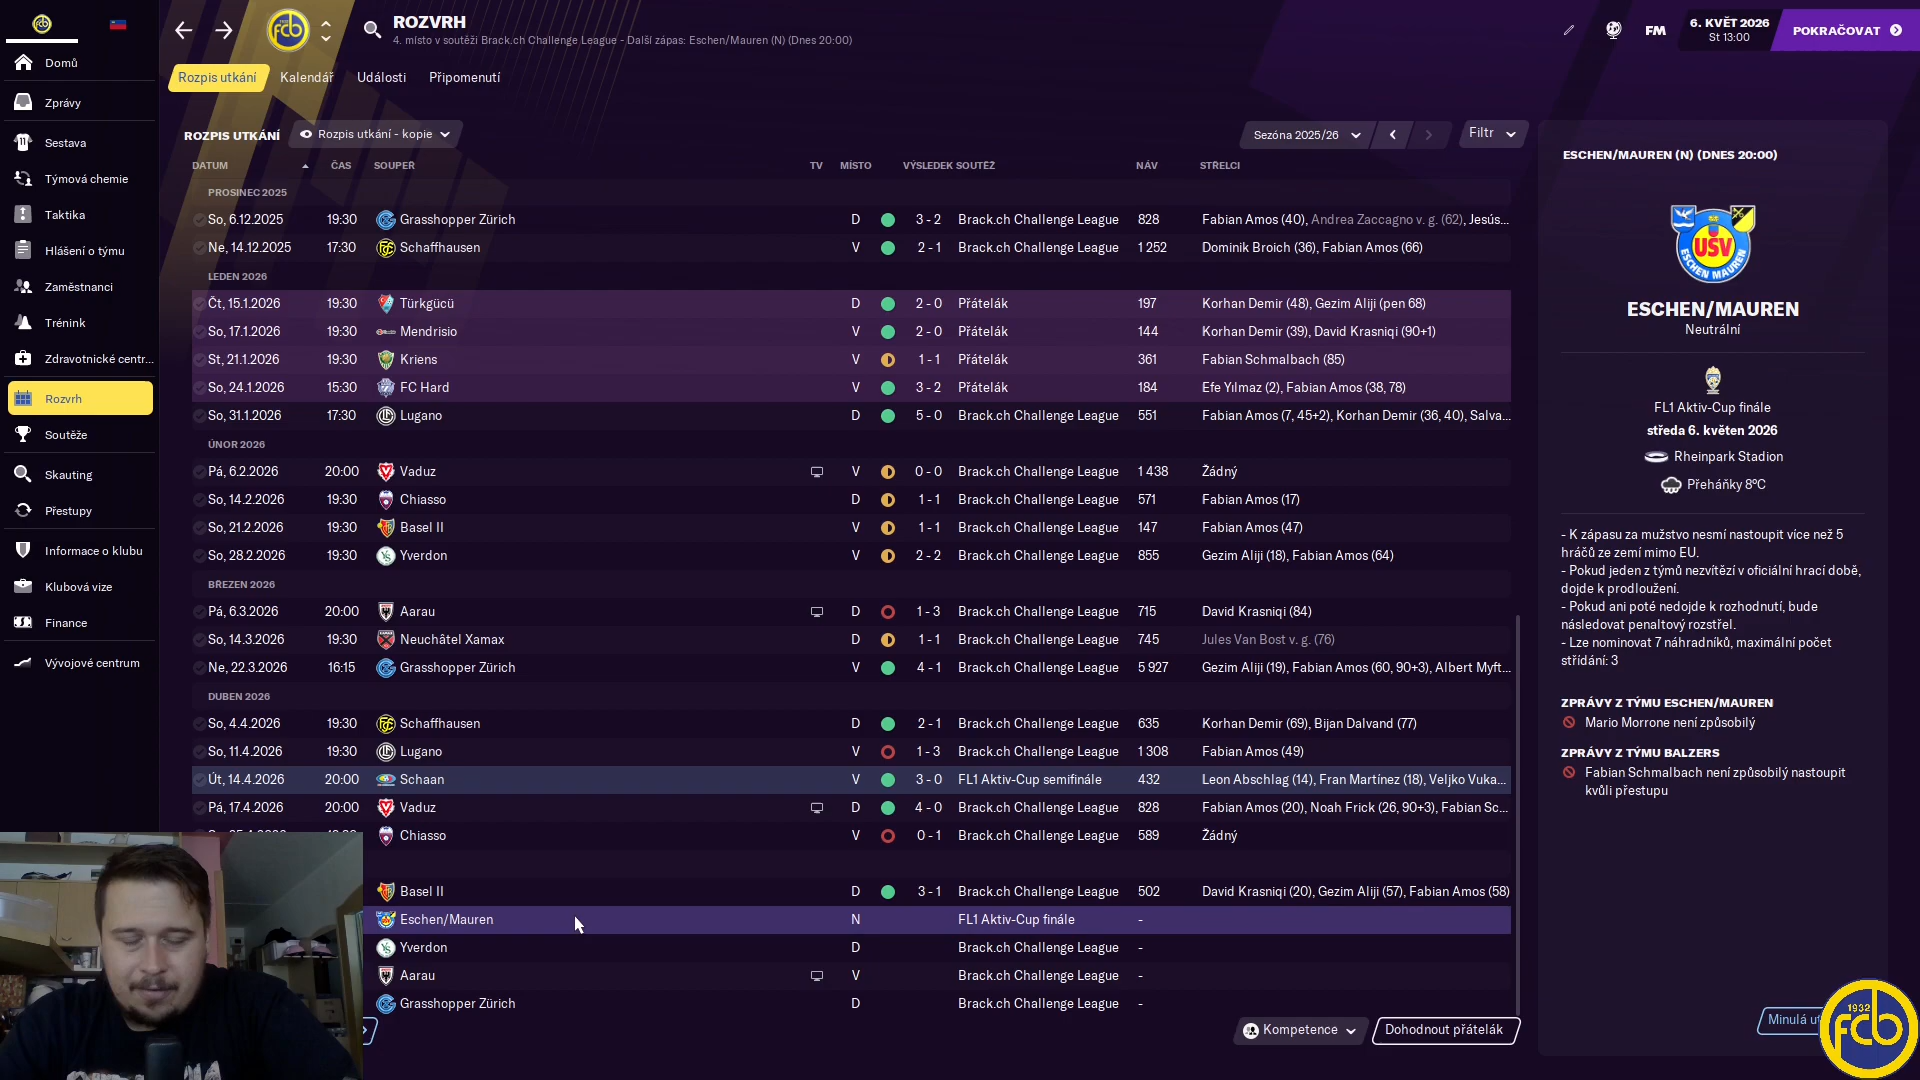 ROZVRH
4. místo v soutěži Brack.ch Challenge League - Další zápas: Eschen/Mauren (N) (Dnes 20:00)
FM
6. KVĚT 2026
St 13:00
POKRAČOVAT
Rozpis utkání
Kalendář
Události
Připomenutí
Domů
Zprávy
Sestava
Týmová chemie
Taktika
Hlášení o týmu
Zaměstnanci
Trénink
Zdravotnické centr...
Rozvrh
Soutěže
Skauting
Přestupy
Informace o klubu
Klubová vize
Finance
Vývojové centrum
ROZPIS UTKÁNÍ
Rozpis utkání - kopie
Sezóna 2025/26
Filtr
DATUM ČAS SOUPEŘ TV MÍSTO VÝSLEDEK SOUTĚŽ NÁV STŘELCI
PROSINEC 2025
So, 6.12.2025 19:30 Grasshopper Zürich D 3 - 2 Brack.ch Challenge League 828 Fabian Amos (40), Andrea Zaccagno v. g. (62), Jesús...
Ne, 14.12.2025 17:30 Schaffhausen V 2 - 1 Brack.ch Challenge League 1 252 Dominik Broich (36), Fabian Amos (66)
LEDEN 2026
Čt, 15.1.2026 19:30 Türkgücü D 2 - 0 Přátelák 197 Korhan Demir (48), Gezim Aliji (pen 68)
So, 17.1.2026 19:30 Mendrisio V 2 - 0 Přátelák 144 Korhan Demir (39), David Krasniqi (90+1)
St, 21.1.2026 19:30 Kriens V 1 - 1 Přátelák 361 Fabian Schmalbach (85)
So, 24.1.2026 15:30 FC Hard V 3 - 2 Přátelák 184 Efe Yılmaz (2), Fabian Amos (38, 78)
So, 31.1.2026 17:30 Lugano D 5 - 0 Brack.ch Challenge League 551 Fabian Amos (7, 45+2), Korhan Demir (36, 40), Salva...
ÚNOR 2026
Pá, 6.2.2026 20:00 Vaduz V 0 - 0 Brack.ch Challenge League 1 438 Žádný
So, 14.2.2026 19:30 Chiasso D 1 - 1 Brack.ch Challenge League 571 Fabian Amos (17)
So, 21.2.2026 19:30 Basel II V 1 - 1 Brack.ch Challenge League 147 Fabian Amos (47)
So, 28.2.2026 19:30 Yverdon V 2 - 2 Brack.ch Challenge League 855 Gezim Aliji (18), Fabian Amos (64)
BŘEZEN 2026
Pá, 6.3.2026 20:00 Aarau D 1 - 3 Brack.ch Challenge League 715 David Krasniqi (84)
So, 14.3.2026 19:30 Neuchâtel Xamax D 1 - 1 Brack.ch Challenge League 745 Jules Van Bost v. g. (76)
Ne, 22.3.2026 16:15 Grasshopper Zürich V 4 - 1 Brack.ch Challenge League 5 927 Gezim Aliji (19), Fabian Amos (60, 90+3), Albert Myft...
DUBEN 2026
So, 4.4.2026 19:30 Schaffhausen D 2 - 1 Brack.ch Challenge League 635 Korhan Demir (69), Bijan Dalvand (77)
So, 11.4.2026 19:30 Lugano V 1 - 3 Brack.ch Challenge League 1 308 Fabian Amos (49)
Út, 14.4.2026 20:00 Schaan V 3 - 0 FL1 Aktiv-Cup semifinále 432 Leon Abschlag (14), Fran Martínez (18), Veljko Vuka...
Pá, 17.4.2026 20:00 Vaduz D 4 - 0 Brack.ch Challenge League 828 Fabian Amos (20), Noah Frick (26, 90+3), Fabian Sc...
Chiasso V 0 - 1 Brack.ch Challenge League 589 Žádný
Basel II D 3 - 1 Brack.ch Challenge League 502 David Krasniqi (20), Gezim Aliji (57), Fabian Amos (58)
Eschen/Mauren N FL1 Aktiv-Cup finále -
Yverdon D Brack.ch Challenge League -
Aarau V Brack.ch Challenge League -
Grasshopper Zürich D Brack.ch Challenge League -
Kompetence
Dohodnout přátelák
ESCHEN/MAUREN (N) (DNES 20:00)
USV
ESCHEN MAUREN
ESCHEN/MAUREN
Neutrální
FL1 Aktiv-Cup finále
středa 6. květen 2026
Rheinpark Stadion
Přeháňky 8°C
- K zápasu za mužstvo nesmí nastoupit více než 5
hráčů ze zemí mimo EU.
- Pokud jeden z týmů nezvítězí v oficiální hrací době,
dojde k prodloužení.
- Pokud ani poté nedojde k rozhodnutí, bude
následovat penaltový rozstřel.
- Lze nominovat 7 náhradníků, maximální počet
střídání: 3
ZPRÁVY Z TÝMU ESCHEN/MAUREN
Mario Morrone není způsobilý
ZPRÁVY Z TÝMU BALZERS
Fabian Schmalbach není způsobilý nastoupit
kvůli přestupu
Minulá
1932
fcb